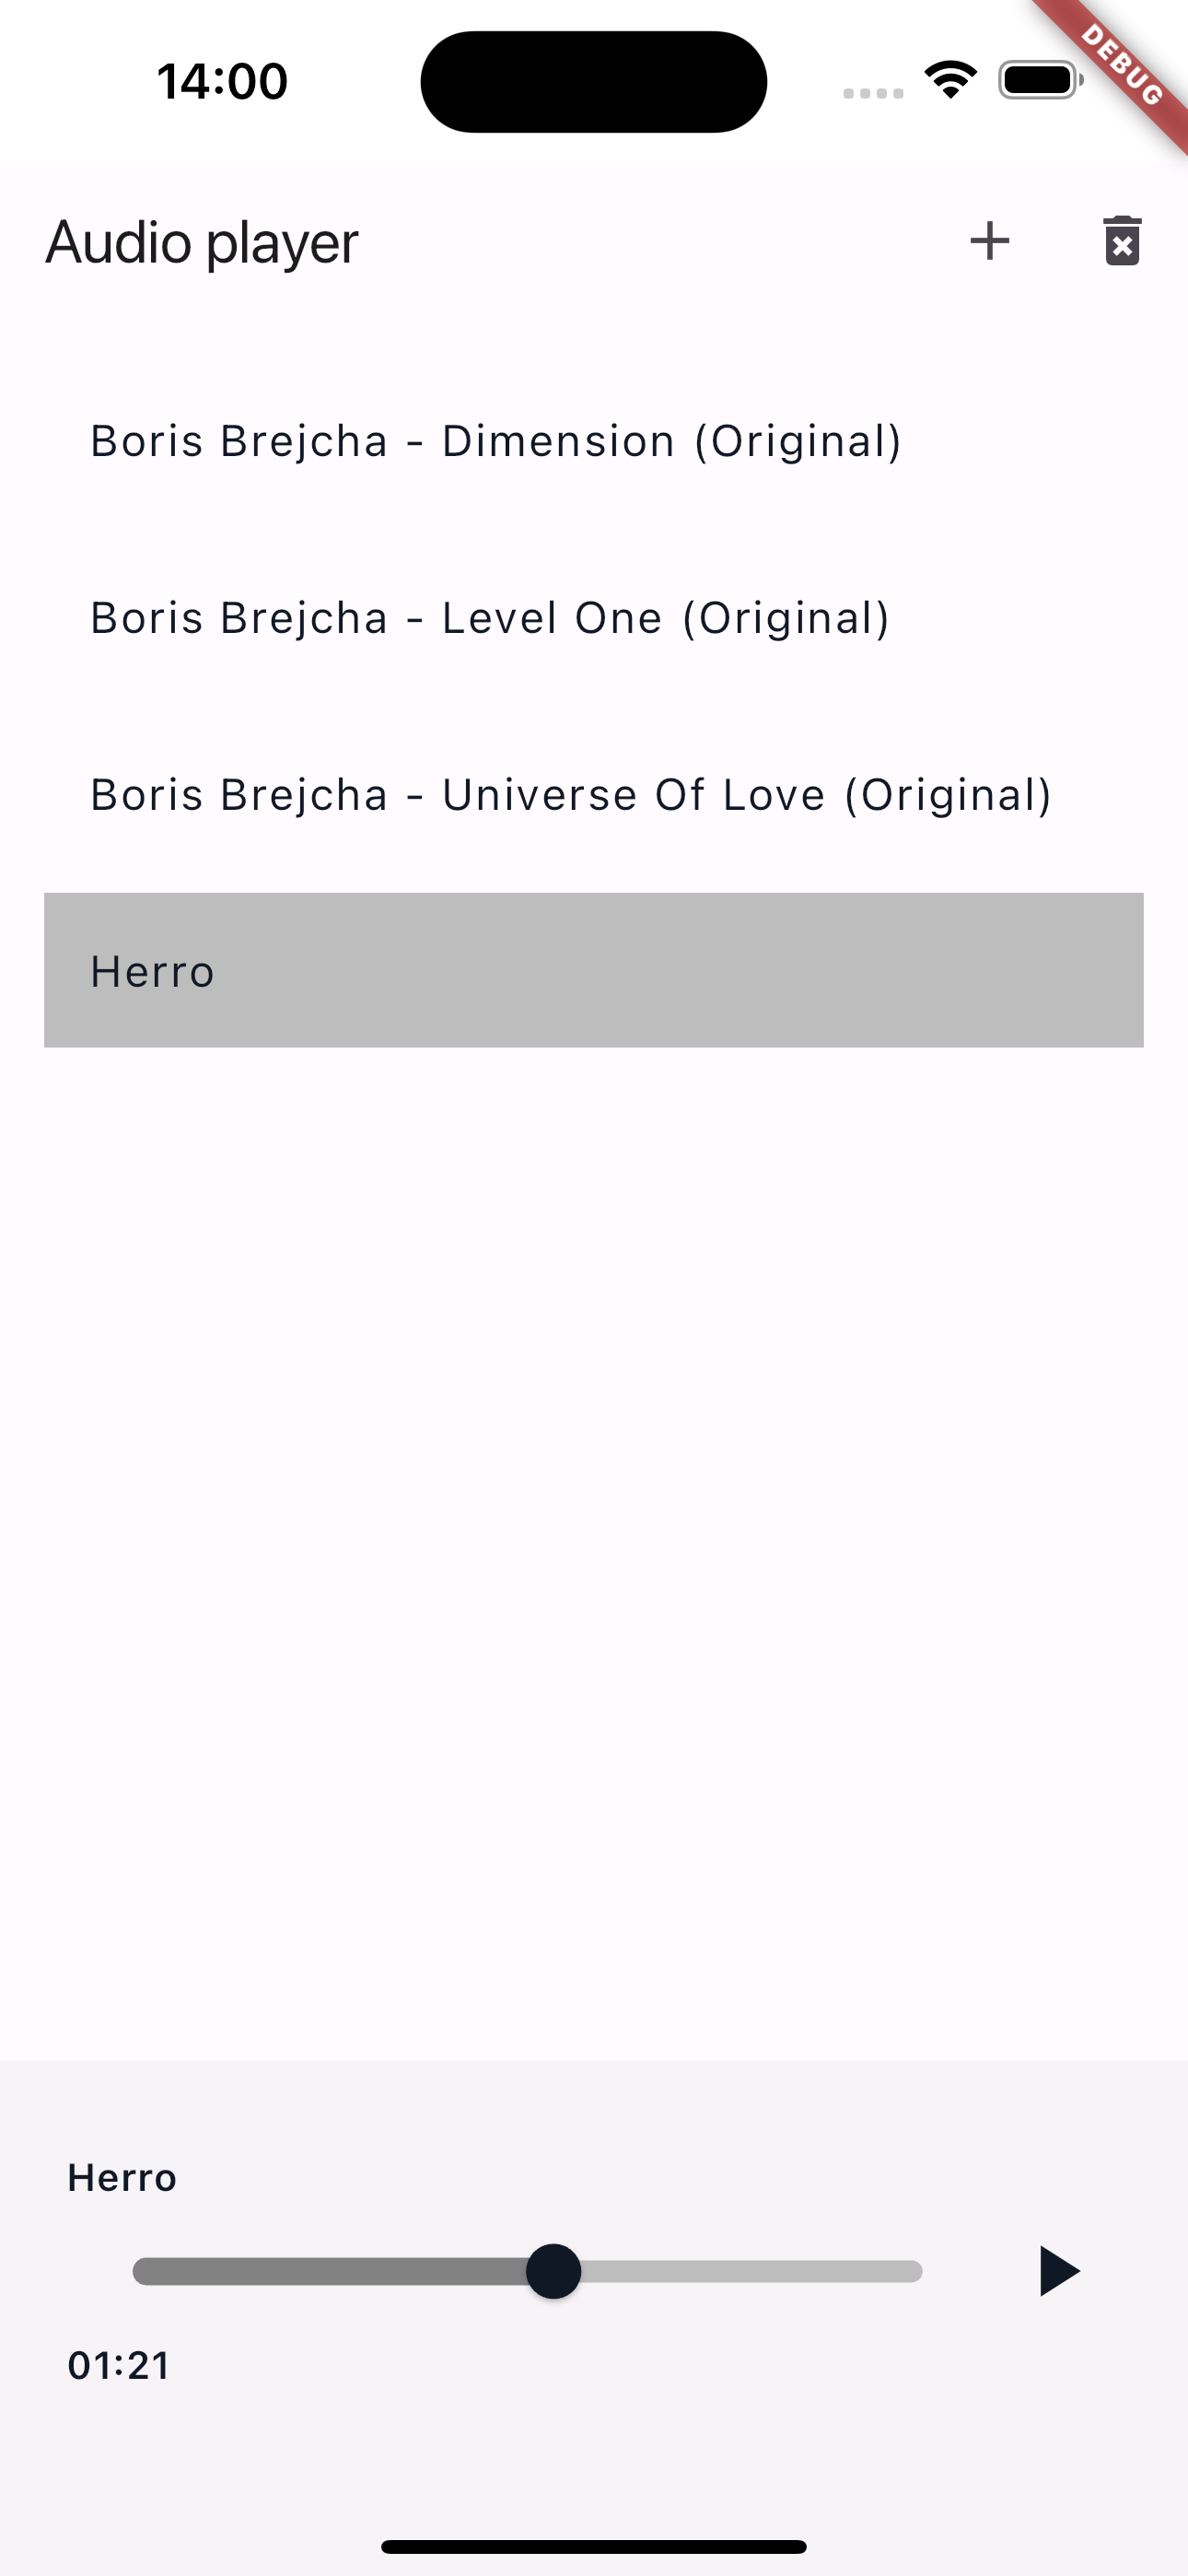 14:00
DEBUG
Audio player
Boris Brejcha - Dimension (Original)
Boris Brejcha - Level One (Original)
Boris Brejcha - Universe Of Love (Original)
Herro
Herro
01:21